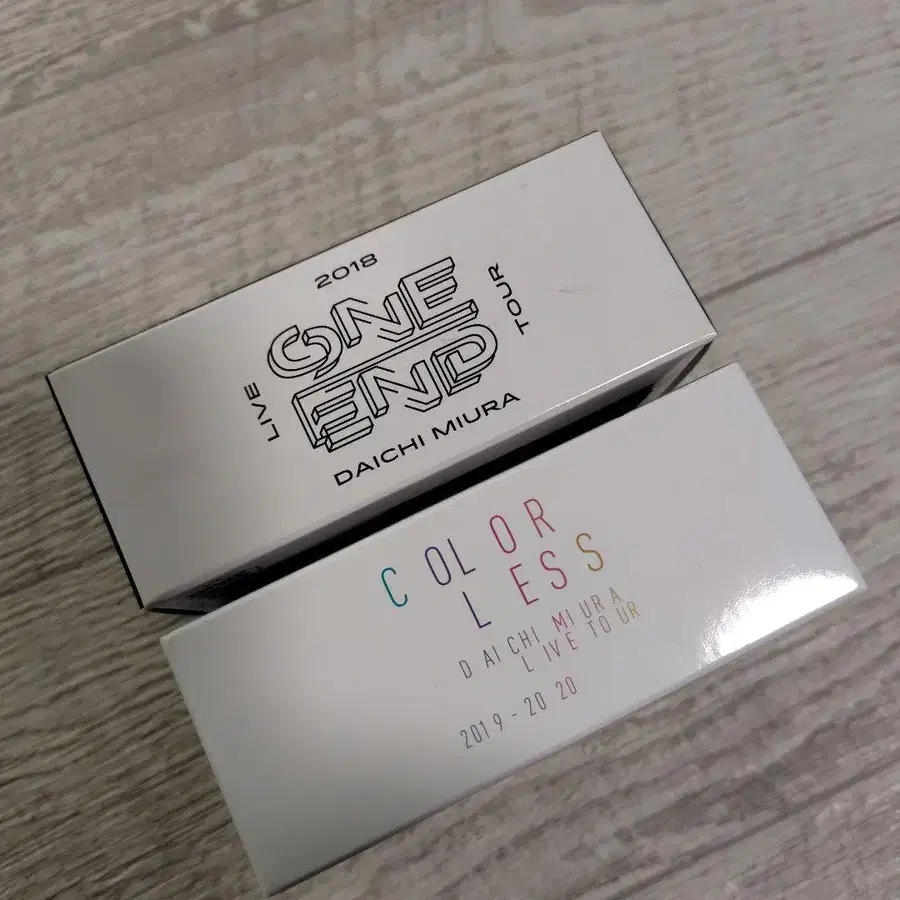 2018
LIVE
ONE
END
TOUR
DAICHI MIURA
COLOR
LESS
DAICHI MIURA
LIVE TOUR
2019-2020